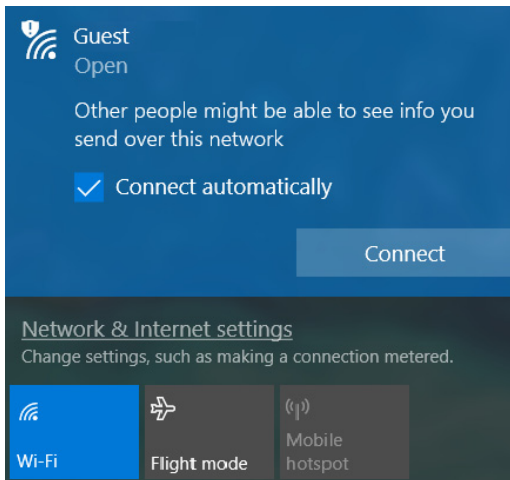 Guest
Open
Other people might be able to see info you
send over this network
Connect automatically
Connect
Network & Internet settings
Change settings, such as making a connection metered.
Wi-Fi
Flight mode
Mobile
hotspot